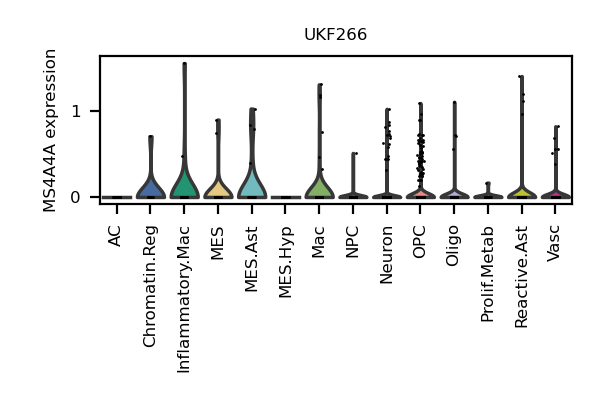 UKF266
MS4A4A expression
1
0
AC
Chromatin.Reg
Inflammatory.Mac
MES
MES.Ast
MES.Hyp
Mac
NPC
Neuron
OPC
Oligo
Prolif.Metab
Reactive.Ast
Vasc